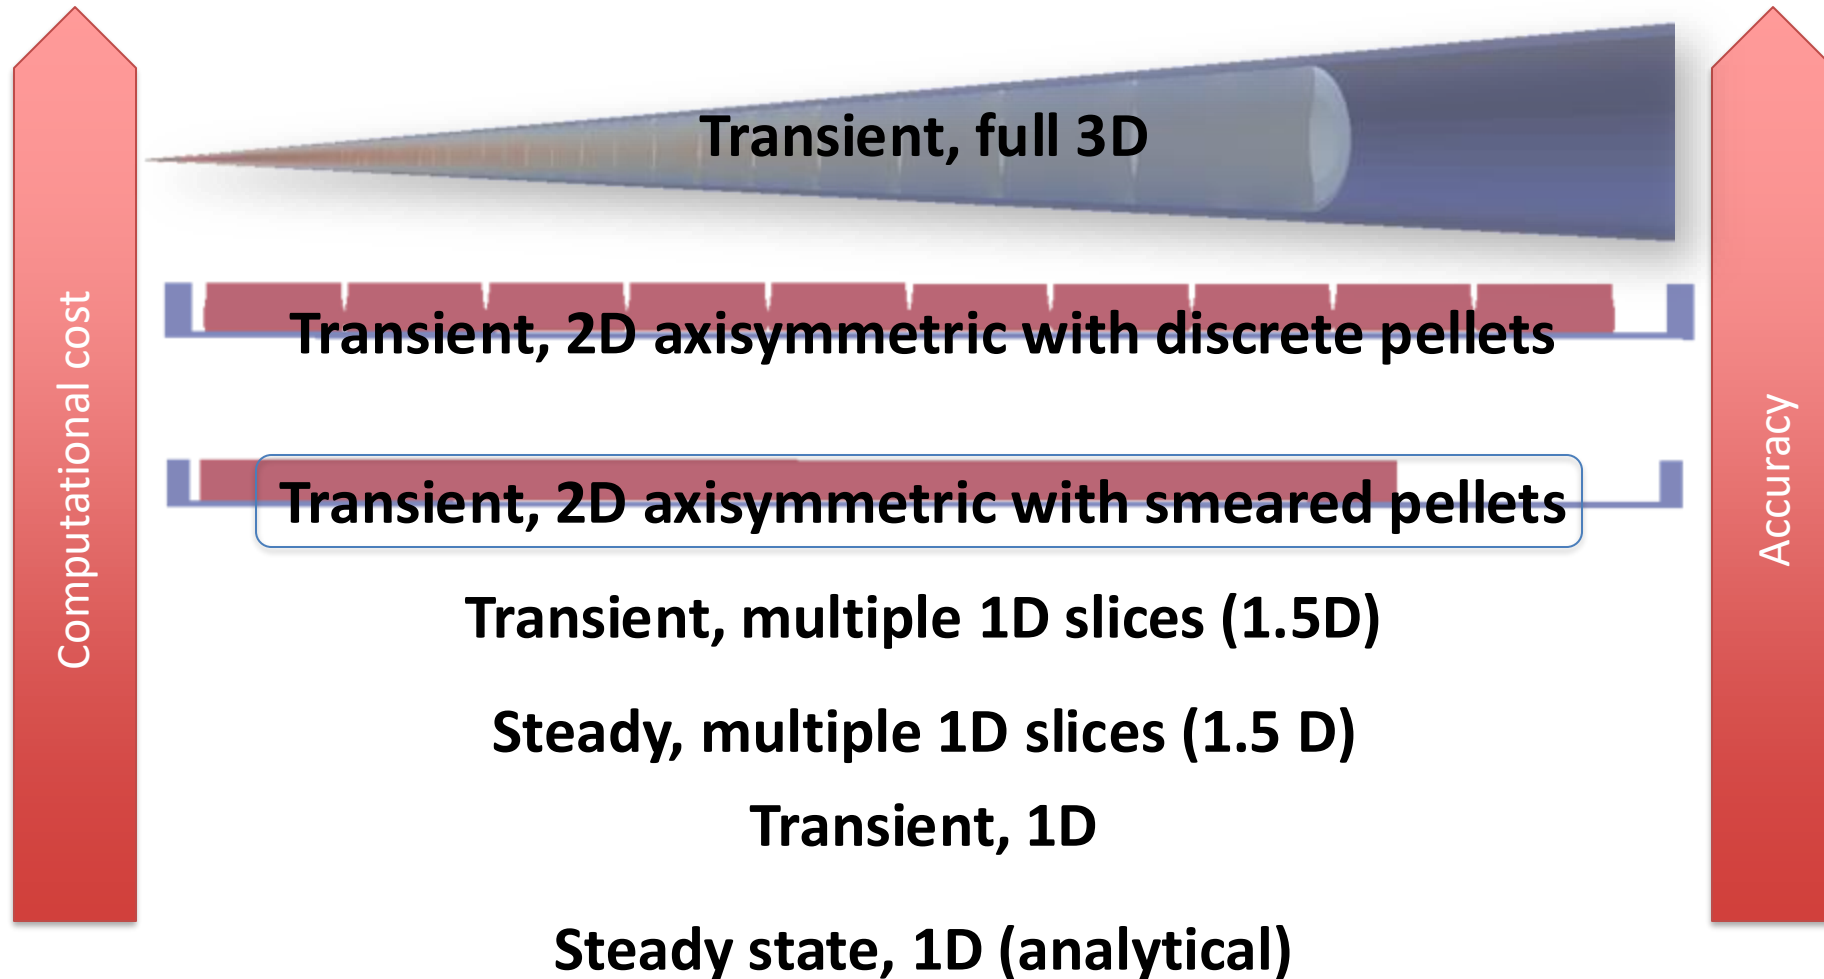 Transient, full 3D
Transient, 2D axisymmetric with discrete pellets
Transient, 2D axisymmetric with smeared pellets
Transient, multiple 1D slices (1.5D)
Steady, multiple 1D slices (1.5 D)
Transient, 1D
Steady state, 1D (analytical)
Computational cost
Accuracy